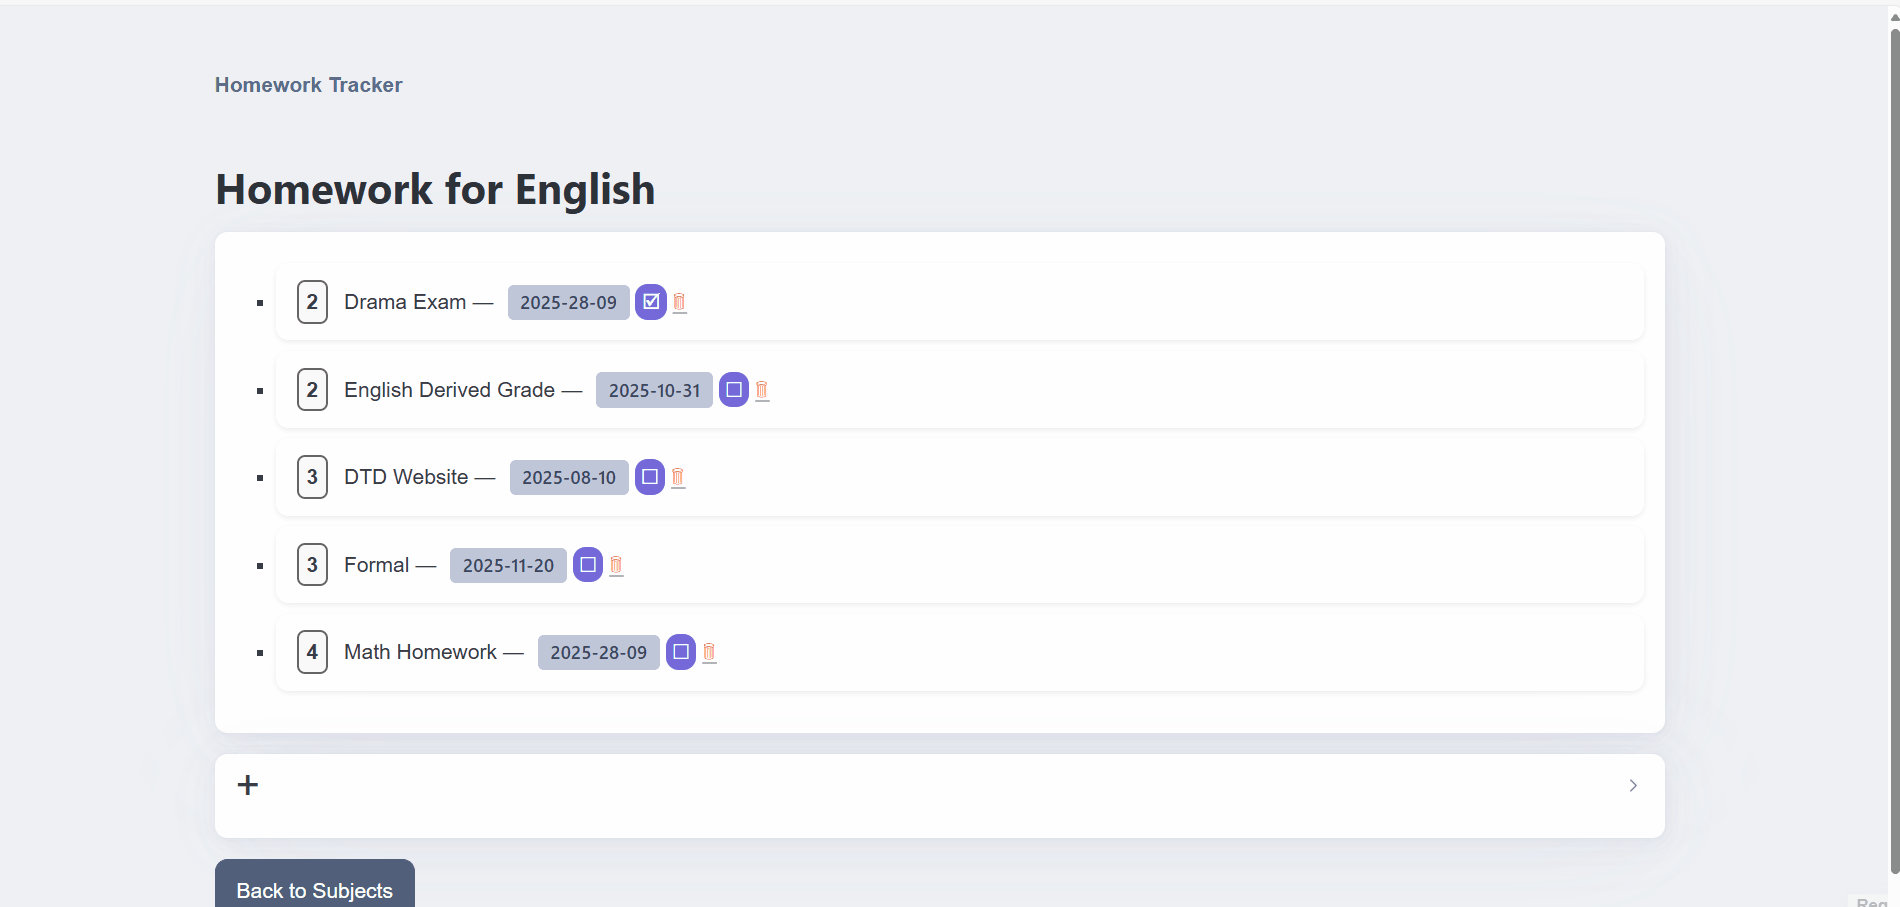 Homework Tracker
Homework for English
2 Drama Exam — 2025-28-09
2 English Derived Grade — 2025-10-31
3 DTD Website — 2025-08-10
3 Formal — 2025-11-20
4 Math Homework — 2025-28-09
+
Back to Subjects